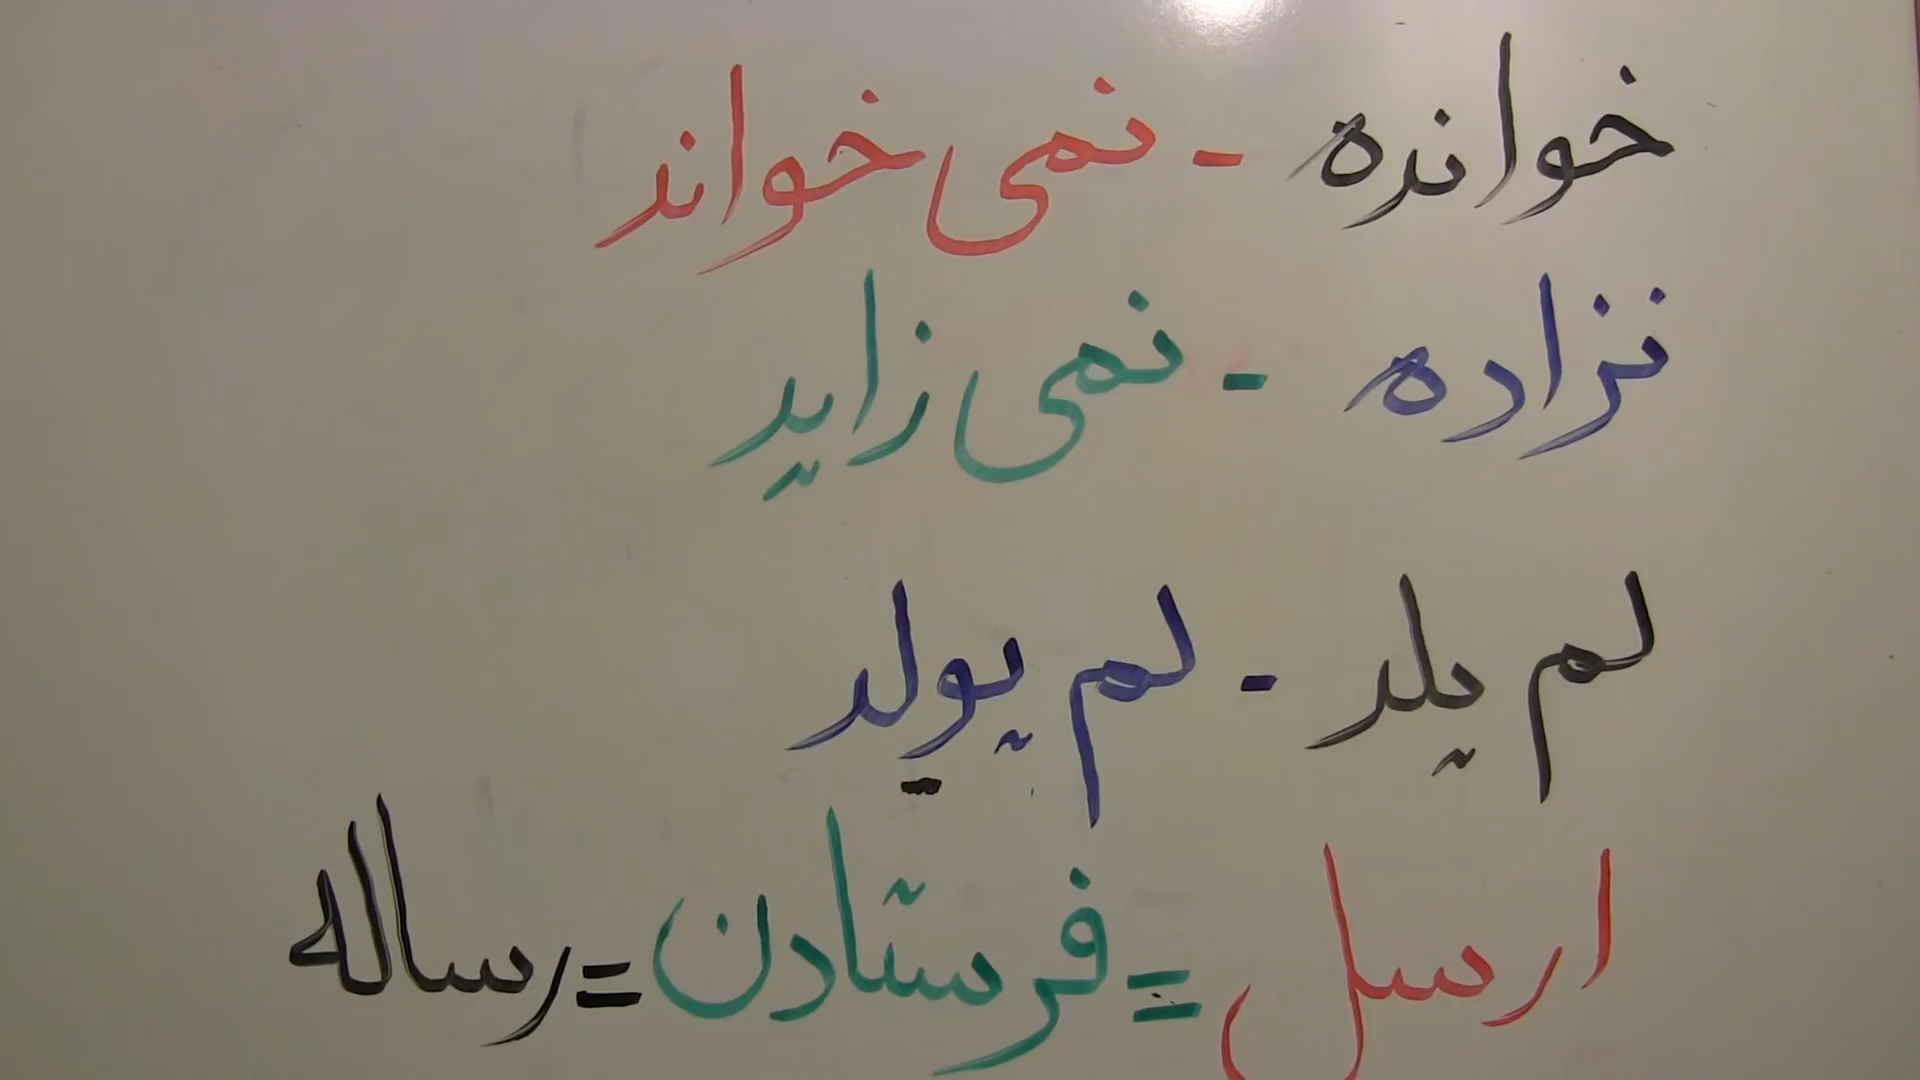 خوانده - نمی خواند
نزاده - نمی زاید
لم یلد - لم یولد
ارسل = فرستادن = رساله